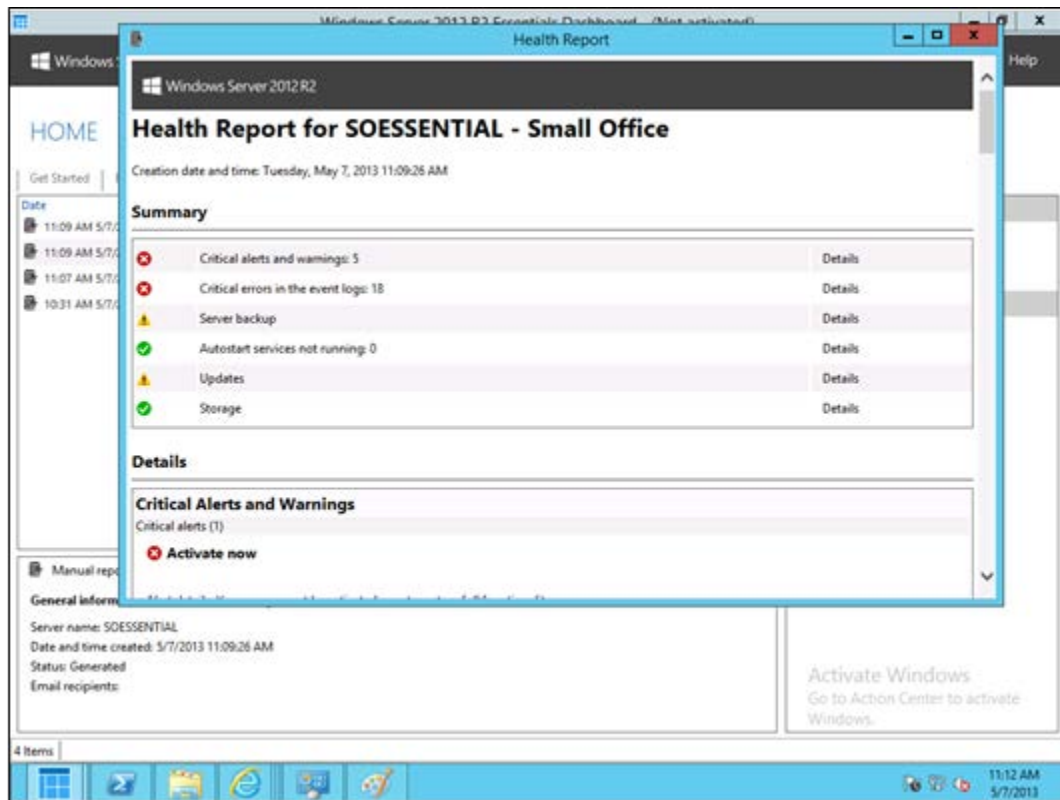 Windows Server 2012 R2 Essentials Dashboard (Not activated)
Health Report
Windows
Help
Windows Server 2012 R2
HOME
Health Report for SOESSENTIAL - Small Office
Get Started
Creation date and time: Tuesday, May 7, 2013 11:09:26 AM
Date
Summary
11:09 AM 5/7/
11:09 AM 5/7/
11:07 AM 5/7/
10:31 AM 5/7/
Critical alerts and warnings: 5 Details
Critical errors in the event logs: 18 Details
Server backup Details
Autostart services not running: 0 Details
Updates Details
Storage Details
Details
Critical Alerts and Warnings
Critical alerts (1)
Activate now
Manual repo
General inform
Server name: SOESSENTIAL
Date and time created: 5/7/2013 11:09:26 AM
Status: Generated
Email recipients:
Activate Windows
Go to Action Center to activate
Windows.
4 Items
11:12 AM
5/7/2013